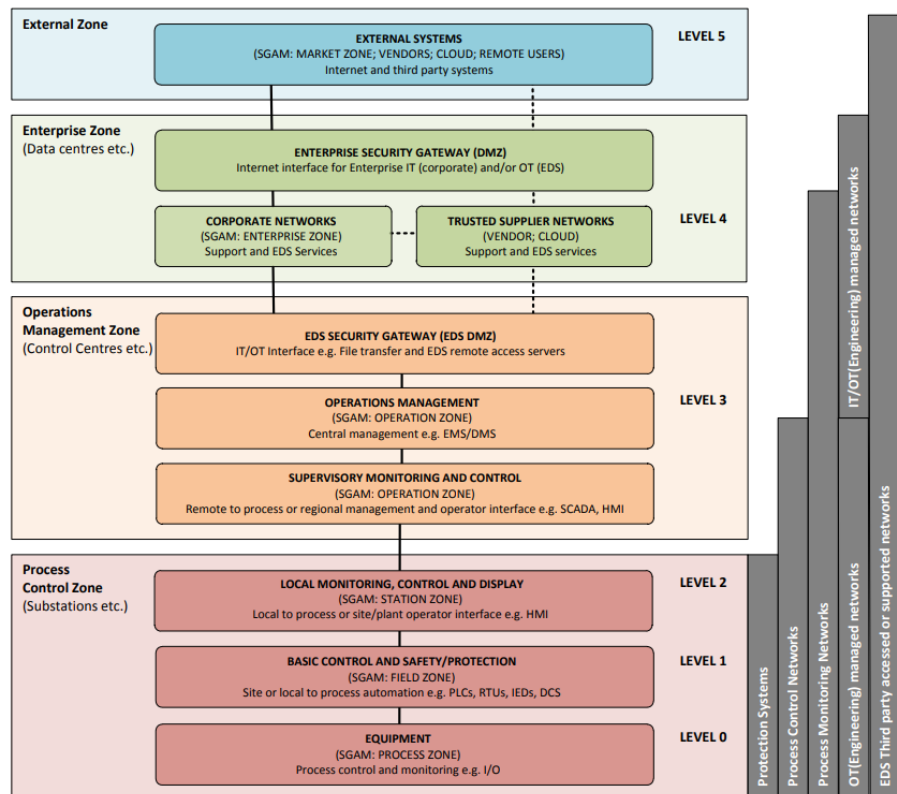 External Zone
EXTERNAL SYSTEMS
(SGAM: MARKET ZONE; VENDORS; CLOUD; REMOTE USERS)
Internet and third party systems
LEVEL 5
Enterprise Zone
(Data centres etc.)
ENTERPRISE SECURITY GATEWAY (DMZ)
Internet interface for Enterprise IT (corporate) and/or OT (EDS)
CORPORATE NETWORKS
(SGAM: ENTERPRISE ZONE)
Support and EDS Services
TRUSTED SUPPLIER NETWORKS
(VENDOR; CLOUD)
Support and EDS services
LEVEL 4
Operations
Management Zone
(Control Centres etc.)
EDS SECURITY GATEWAY (EDS DMZ)
IT/OT Interface e.g. File transfer and EDS remote access servers
OPERATIONS MANAGEMENT
(SGAM: OPERATION ZONE)
Central management e.g. EMS/DMS
LEVEL 3
SUPERVISORY MONITORING AND CONTROL
(SGAM: OPERATION ZONE)
Remote to process or regional management and operator interface e.g. SCADA, HMI
Process
Control Zone
(Substations etc.)
LOCAL MONITORING, CONTROL AND DISPLAY
(SGAM: STATION ZONE)
Local to process or site/plant operator interface e.g. HMI
LEVEL 2
BASIC CONTROL AND SAFETY/PROTECTION
(SGAM: FIELD ZONE)
Site or local to process automation e.g. PLCs, RTUs, IEDs, DCS
LEVEL 1
EQUIPMENT
(SGAM: PROCESS ZONE)
Process control and monitoring e.g. I/O
LEVEL 0
Protection Systems
Process Control Networks
Process Monitoring Networks
OT(Engineering) managed networks
IT/OT(Engineering) managed networks
EDS Third party accessed or supported networks